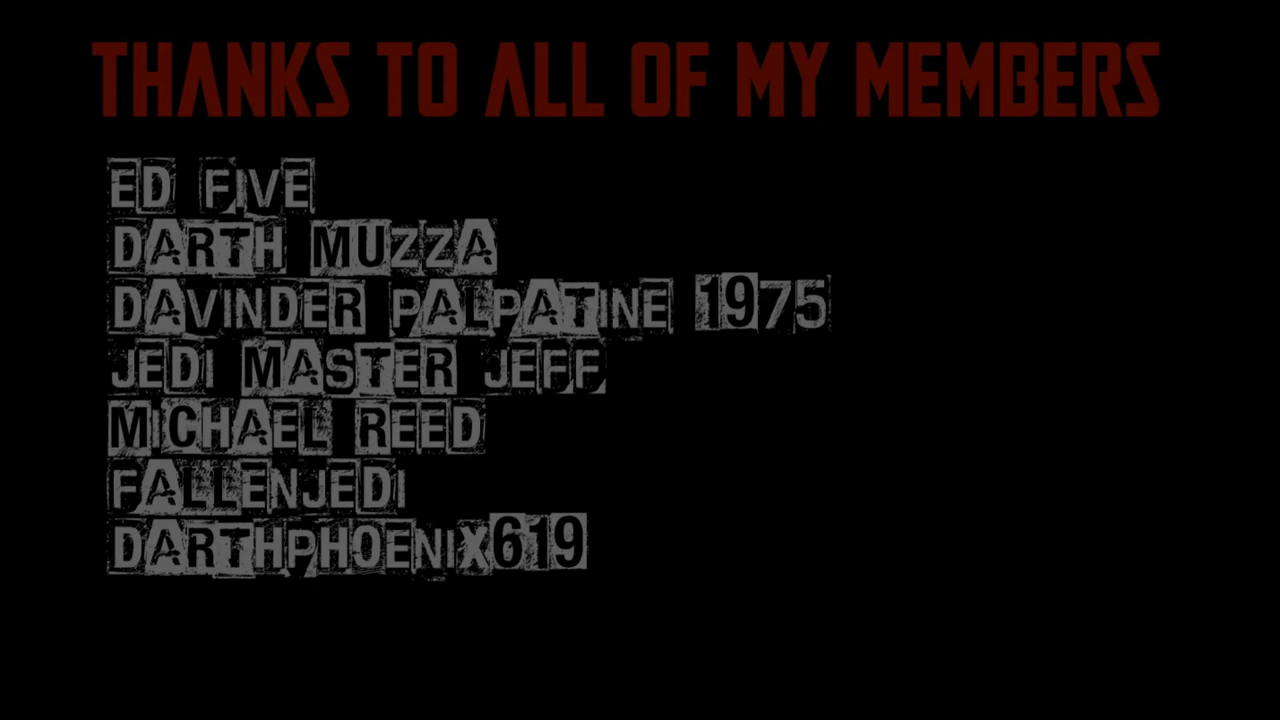 THANKS TO ALL OF MY MEMBERS
ED FIVE
DARTH MUZZA
DAVINDER PALPATINE 1975
JEDI MASTER JEFF
MICHAEL REED
FALLENJEDI
DARTHPHOENIX619